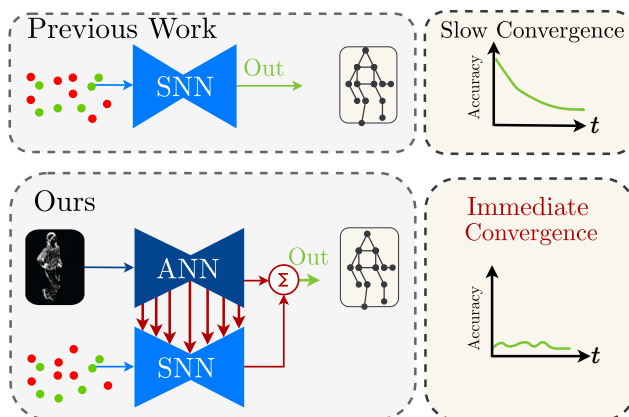 Previous Work
SNN
Out
Slow Convergence
Accuracy
t
Ours
ANN
SNN
Σ
Out
Immediate
Convergence
Accuracy
t